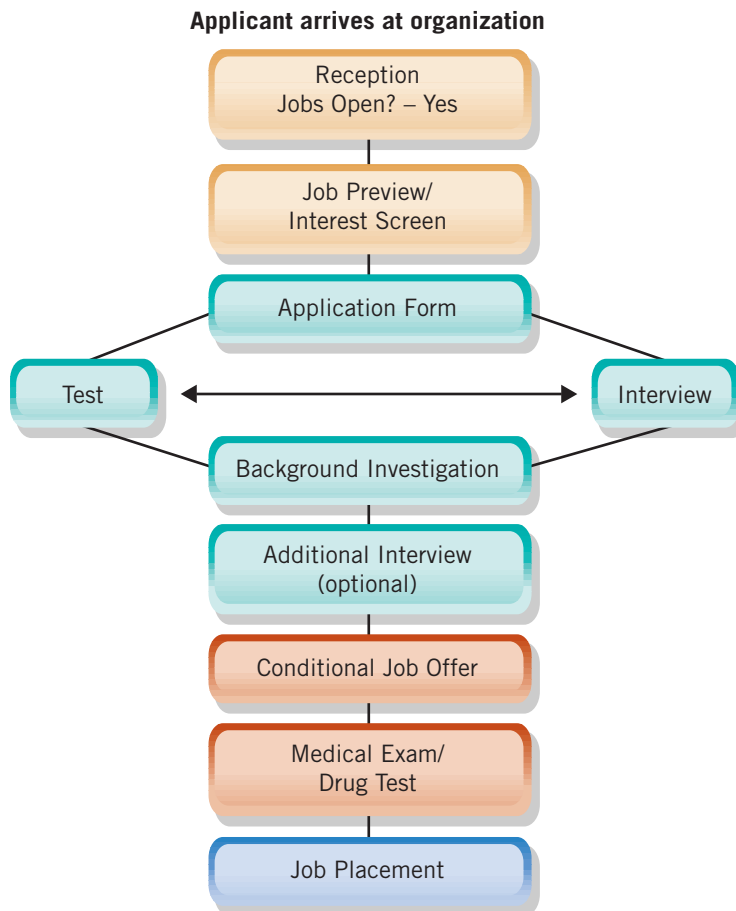 Applicant arrives at organization
Reception
Jobs Open? – Yes
Job Preview/
Interest Screen
Application Form
Test
Interview
Background Investigation
Additional Interview
(optional)
Conditional Job Offer
Medical Exam/
Drug Test
Job Placement